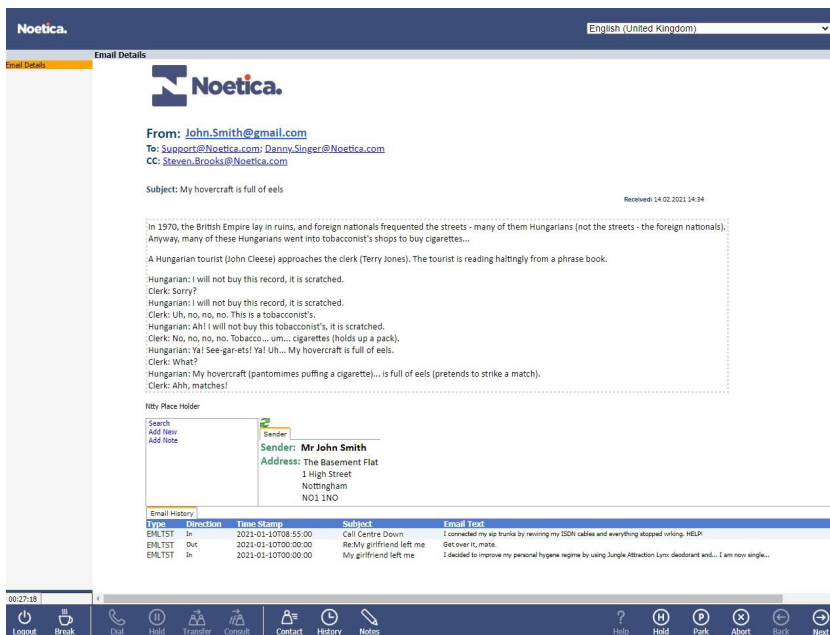 Noetica.
English (United Kingdom)
Email Details
Email Details
Noetica.
From: John.Smith@gmail.com
To: Support@Noetica.com; Danny.Singer@Noetica.com
CC: Steven.Brooks@Noetica.com
Subject: My hovercraft is full of eels
Received: 14.02.2021 14:34
In 1970, the British Empire lay in ruins, and foreign nationals frequented the streets - many of them Hungarians (not the streets - the foreign nationals).
Anyway, many of these Hungarians went into tobacconist's shops to buy cigarettes...
A Hungarian tourist (John Cleese) approaches the clerk (Terry Jones). The tourist is reading haltingly from a phrase book.
Hungarian: I will not buy this record, it is scratched.
Clerk: Sorry?
Hungarian: I will not buy this record, it is scratched.
Clerk: Uh, no, no, no. This is a tobacconist's.
Hungarian: Ah! I will not buy this tobacconist's, it is scratched.
Clerk: No, no, no, no. Tobacco... um... cigarettes (holds up a pack).
Hungarian: Ya! See-gar-ets! Ya! Uh... My hovercraft is full of eels.
Clerk: What?
Hungarian: My hovercraft (pantomimes puffing a cigarette)... is full of eels (pretends to strike a match).
Clerk: Ahh, matches!
Ntty Place Holder
Search
Add New
Add Note
Sender
Sender: Mr John Smith
Address: The Basement Flat
1 High Street
Nottingham
NO1 1NO
Email History
Type Direction Time Stamp Subject Email Text
EMLTST In 2021-01-10T08:55:00 Call Centre Down I connected my sip trunks by rewiring my ISDN cables and everything stopped wrking. HELP!
EMLTST Out 2021-01-10T00:00:00 Re:My girlfriend left me Get over it, mate.
EMLTST In 2021-01-10T00:00:00 My girlfriend left me I decided to improve my personal hygene regime by using Jungle Attraction Lynx deodorant and... I am now single...
00:27:18
Logout Break Dial Hold Transfer Consult Contact History Notes Help Hold Park Abort Back Next